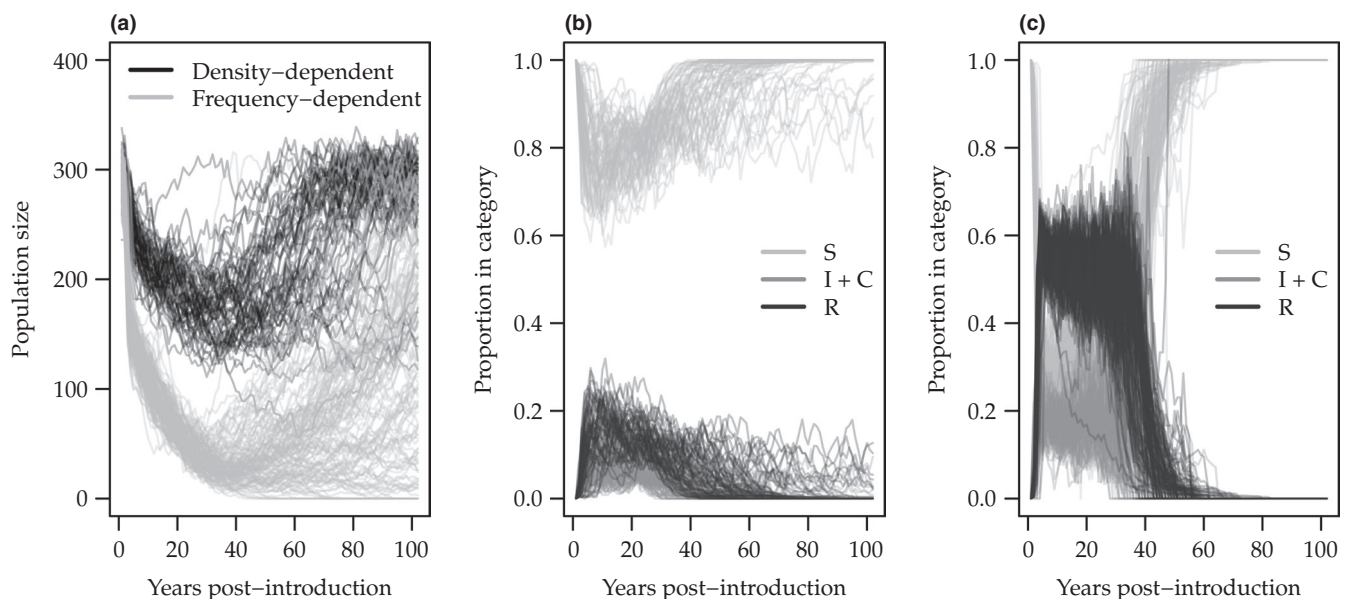 (a)
400
300
200
100
0
Density–dependent
Frequency–dependent
Population size
0 20 40 60 80 100
Years post–introduction
(b)
1.0
0.8
0.6
0.4
0.2
0.0
S
I + C
R
Proportion in category
0 20 40 60 80 100
Years post–introduction
(c)
1.0
0.8
0.6
0.4
0.2
0.0
S
I + C
R
Proportion in category
0 20 40 60 80 100
Years post–introduction